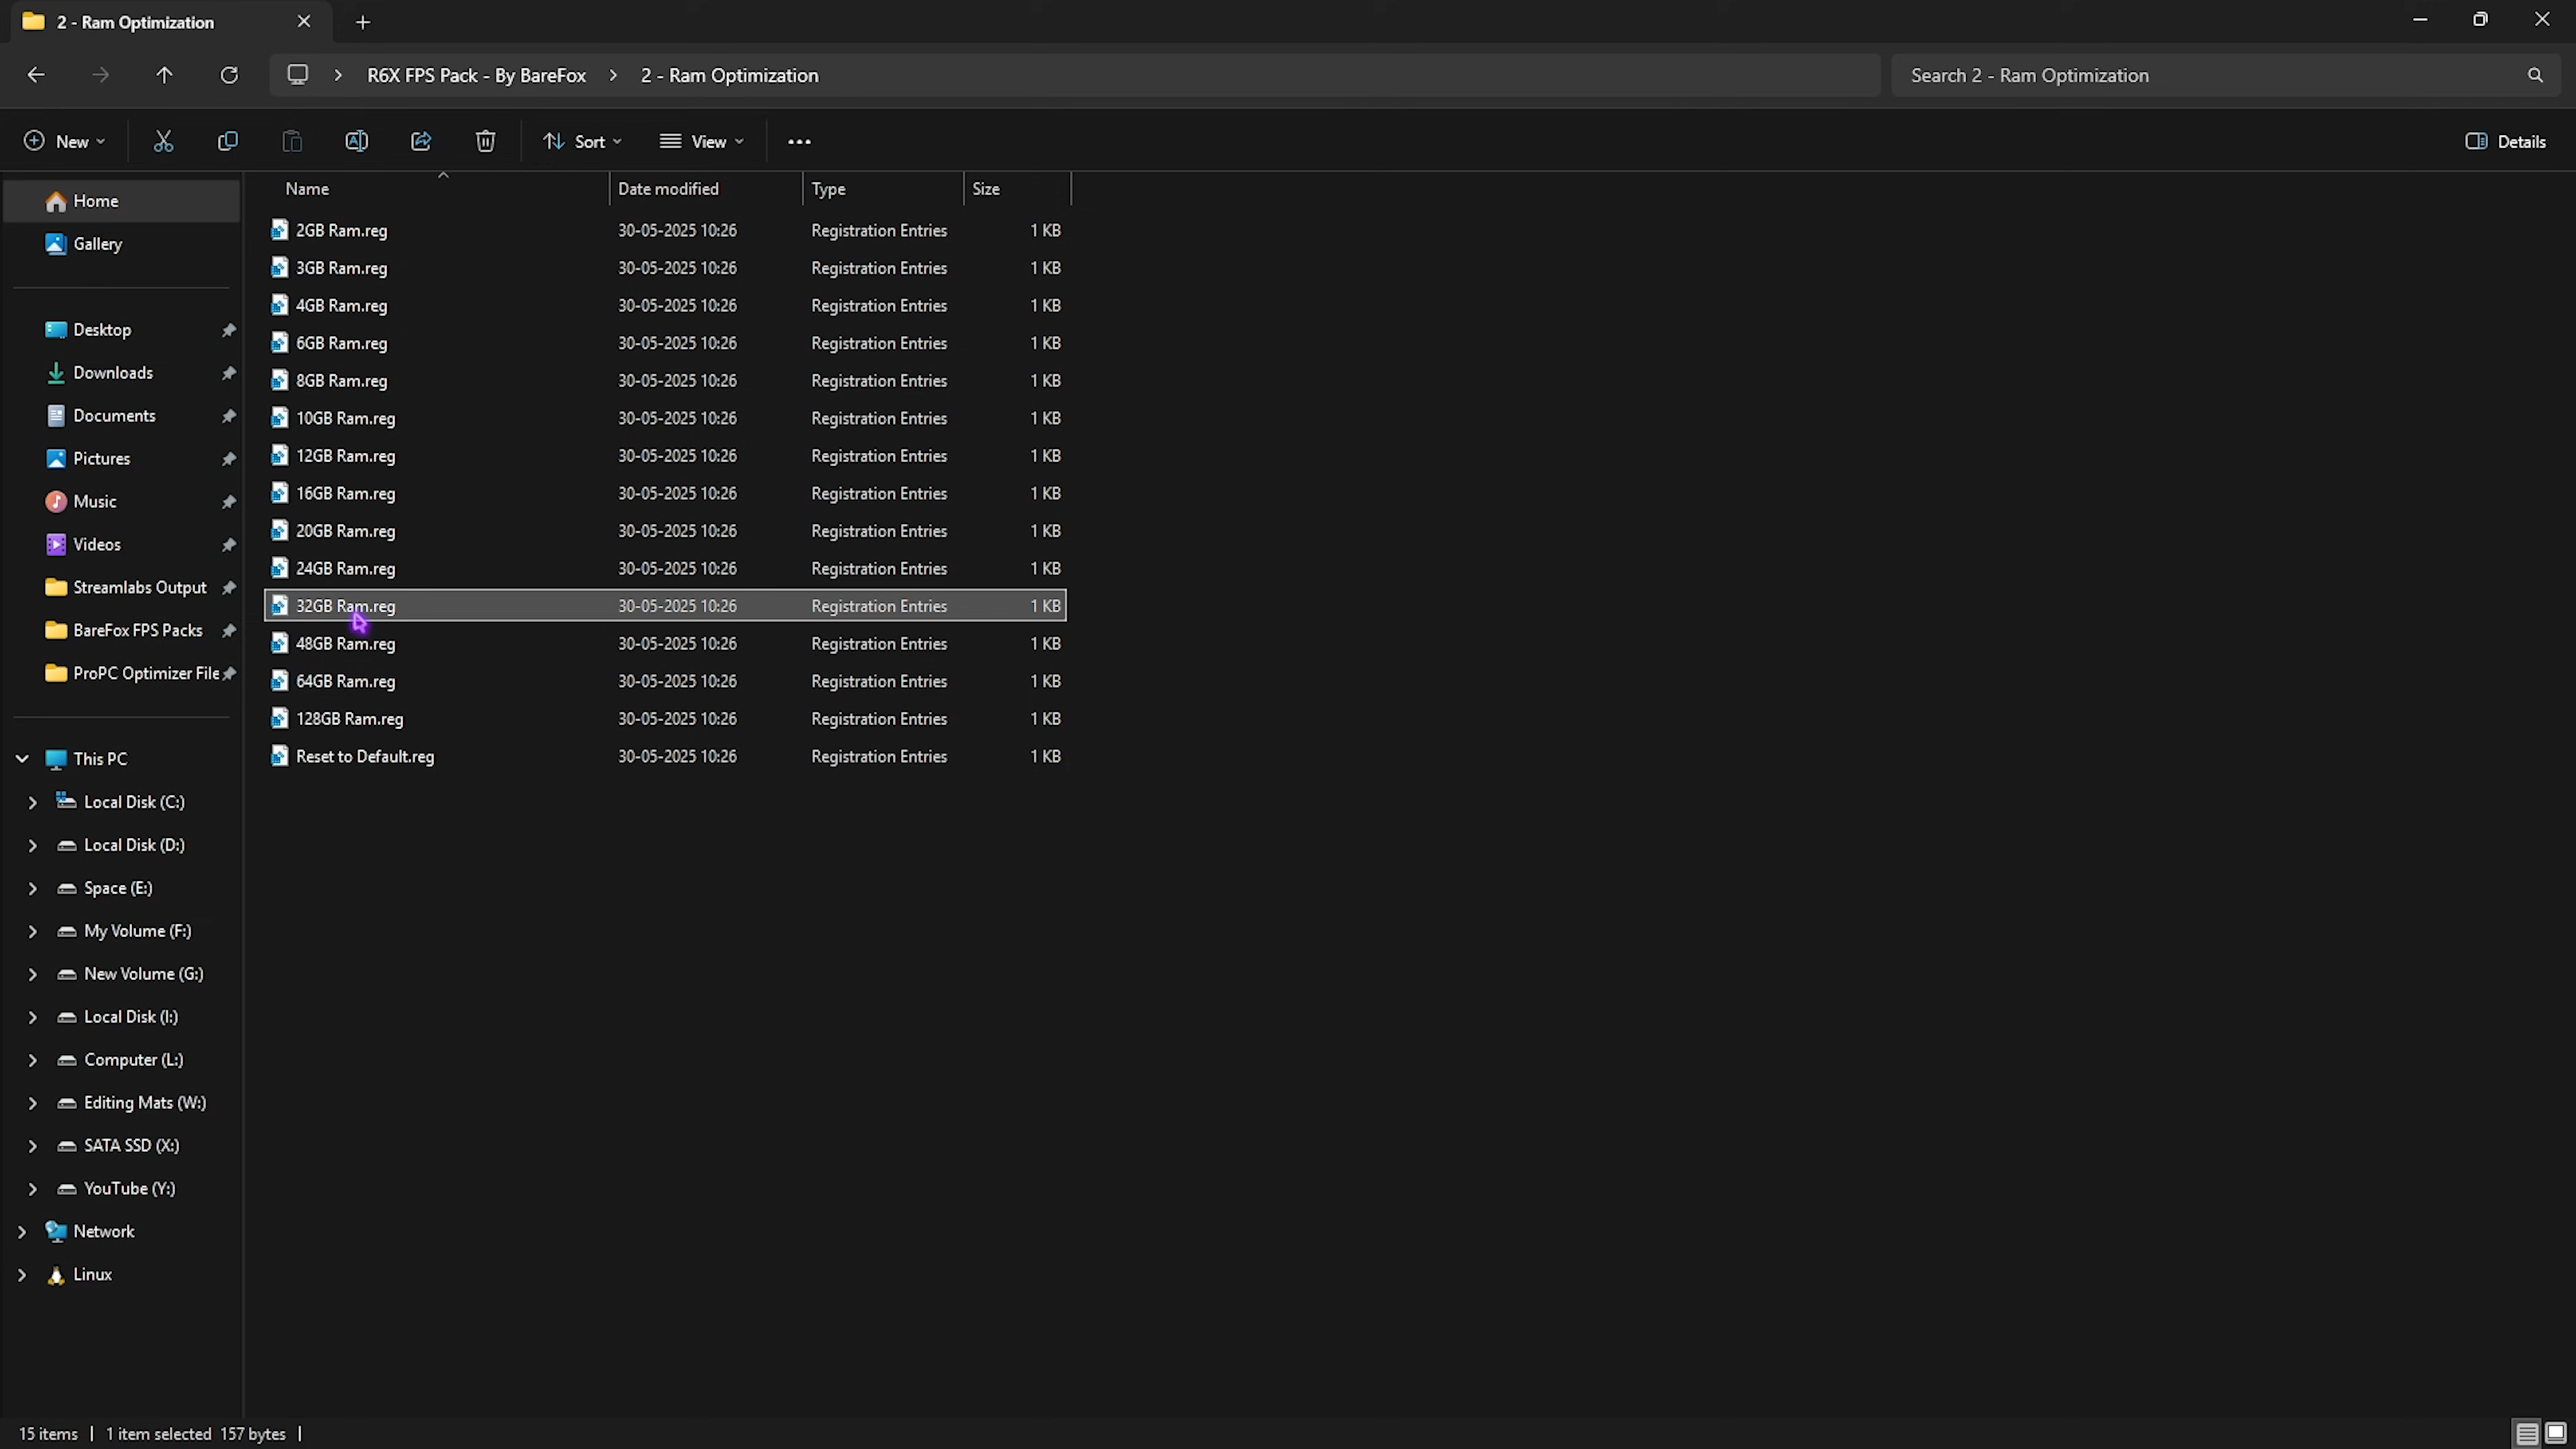 2 - Ram Optimization
R6X FPS Pack - By BareFox > 2 - Ram Optimization
Search 2 - Ram Optimization
New
Sort
View
Details
Home
Gallery
Desktop
Downloads
Documents
Pictures
Music
Videos
Streamlabs Output
BareFox FPS Packs
ProPC Optimizer File
This PC
Local Disk (C:)
Local Disk (D:)
Space (E:)
My Volume (F:)
New Volume (G:)
Local Disk (I:)
Computer (L:)
Editing Mats (W:)
SATA SSD (X:)
YouTube (Y:)
Network
Linux
Name Date modified Type Size
2GB Ram.reg 30-05-2025 10:26 Registration Entries 1 KB
3GB Ram.reg 30-05-2025 10:26 Registration Entries 1 KB
4GB Ram.reg 30-05-2025 10:26 Registration Entries 1 KB
6GB Ram.reg 30-05-2025 10:26 Registration Entries 1 KB
8GB Ram.reg 30-05-2025 10:26 Registration Entries 1 KB
10GB Ram.reg 30-05-2025 10:26 Registration Entries 1 KB
12GB Ram.reg 30-05-2025 10:26 Registration Entries 1 KB
16GB Ram.reg 30-05-2025 10:26 Registration Entries 1 KB
20GB Ram.reg 30-05-2025 10:26 Registration Entries 1 KB
24GB Ram.reg 30-05-2025 10:26 Registration Entries 1 KB
32GB Ram.reg 30-05-2025 10:26 Registration Entries 1 KB
48GB Ram.reg 30-05-2025 10:26 Registration Entries 1 KB
64GB Ram.reg 30-05-2025 10:26 Registration Entries 1 KB
128GB Ram.reg 30-05-2025 10:26 Registration Entries 1 KB
Reset to Default.reg 30-05-2025 10:26 Registration Entries 1 KB
15 items | 1 item selected 157 bytes |